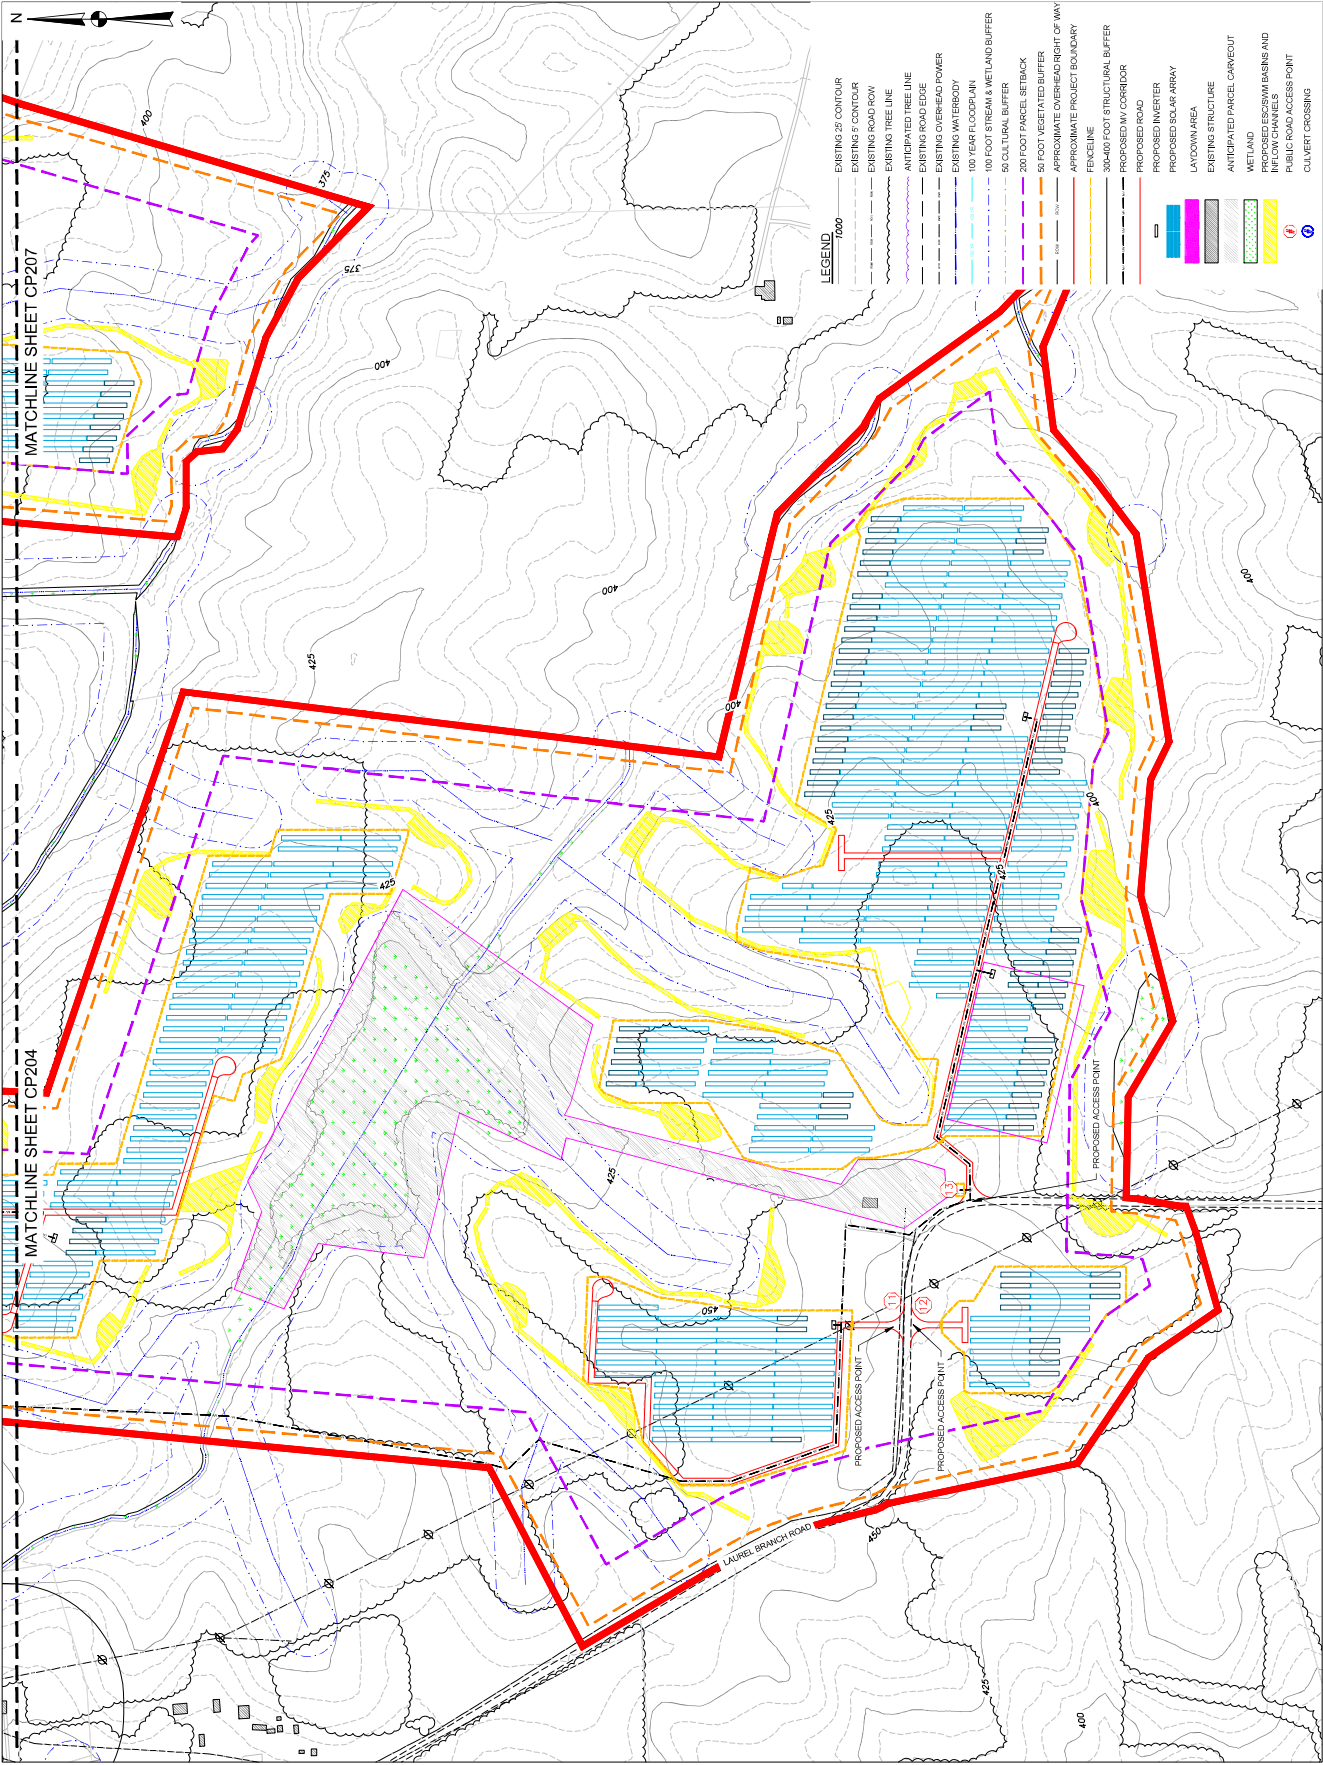 N
MATCHLINE SHEET CP207
MATCHLINE SHEET CP204
400
375
375
400
425
400
400
425
425
400
425
400
425
450
450
425
400
LAUREL BRANCH ROAD
PROPOSED ACCESS POINT
PROPOSED ACCESS POINT
PROPOSED ACCESS POINT
11
12
13
LEGEND
1000
EXISTING 25' CONTOUR
EXISTING 5' CONTOUR
EXISTING ROAD ROW
EXISTING TREE LINE
ANTICIPATED TREE LINE
EXISTING ROAD EDGE
EXISTING OVERHEAD POWER
EXISTING WATERBODY
100 YEAR FLOODPLAIN
100 FOOT STREAM & WETLAND BUFFER
50 CULTURAL BUFFER
200 FOOT PARCEL SETBACK
50 FOOT VEGETATED BUFFER
ROW ROW APPROXIMATE OVERHEAD RIGHT OF WAY
APPROXIMATE PROJECT BOUNDARY
FENCELINE
300-400 FOOT STRUCTURAL BUFFER
PROPOSED MV CORRIDOR
PROPOSED ROAD
PROPOSED INVERTER
PROPOSED SOLAR ARRAY
LAYDOWN AREA
EXISTING STRUCTURE
ANTICIPATED PARCEL CARVEOUT
WETLAND
PROPOSED ESC/SWM BASINS AND
INFLOW CHANNELS
# PUBLIC ROAD ACCESS POINT
# CULVERT CROSSING